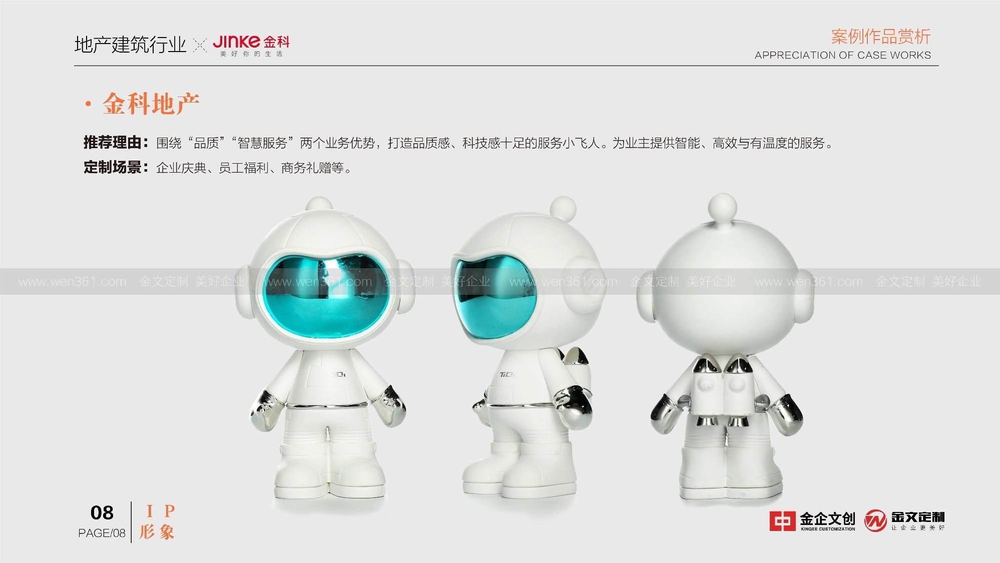 地产建筑行业 × JINKE 金科
美好你的生活
案例作品赏析
APPRECIATION OF CASE WORKS
· 金科地产
推荐理由：围绕“品质”“智慧服务”两个业务优势，打造品质感、科技感十足的服务小飞人。为业主提供智能、高效与有温度的服务。
定制场景：企业庆典、员工福利、商务礼赠等。
www.wen361.com 金文定制 美好企业 www.wen361.com 金文定制 美好企业 www.wen361.com 金文定制 美好企业 www.wen361.com 金文定制 美好企业
TiQi
08
PAGE/08
IP
形象
金企文创
KINQEE CUSTOMIZATION
金文定制
让企业更美好